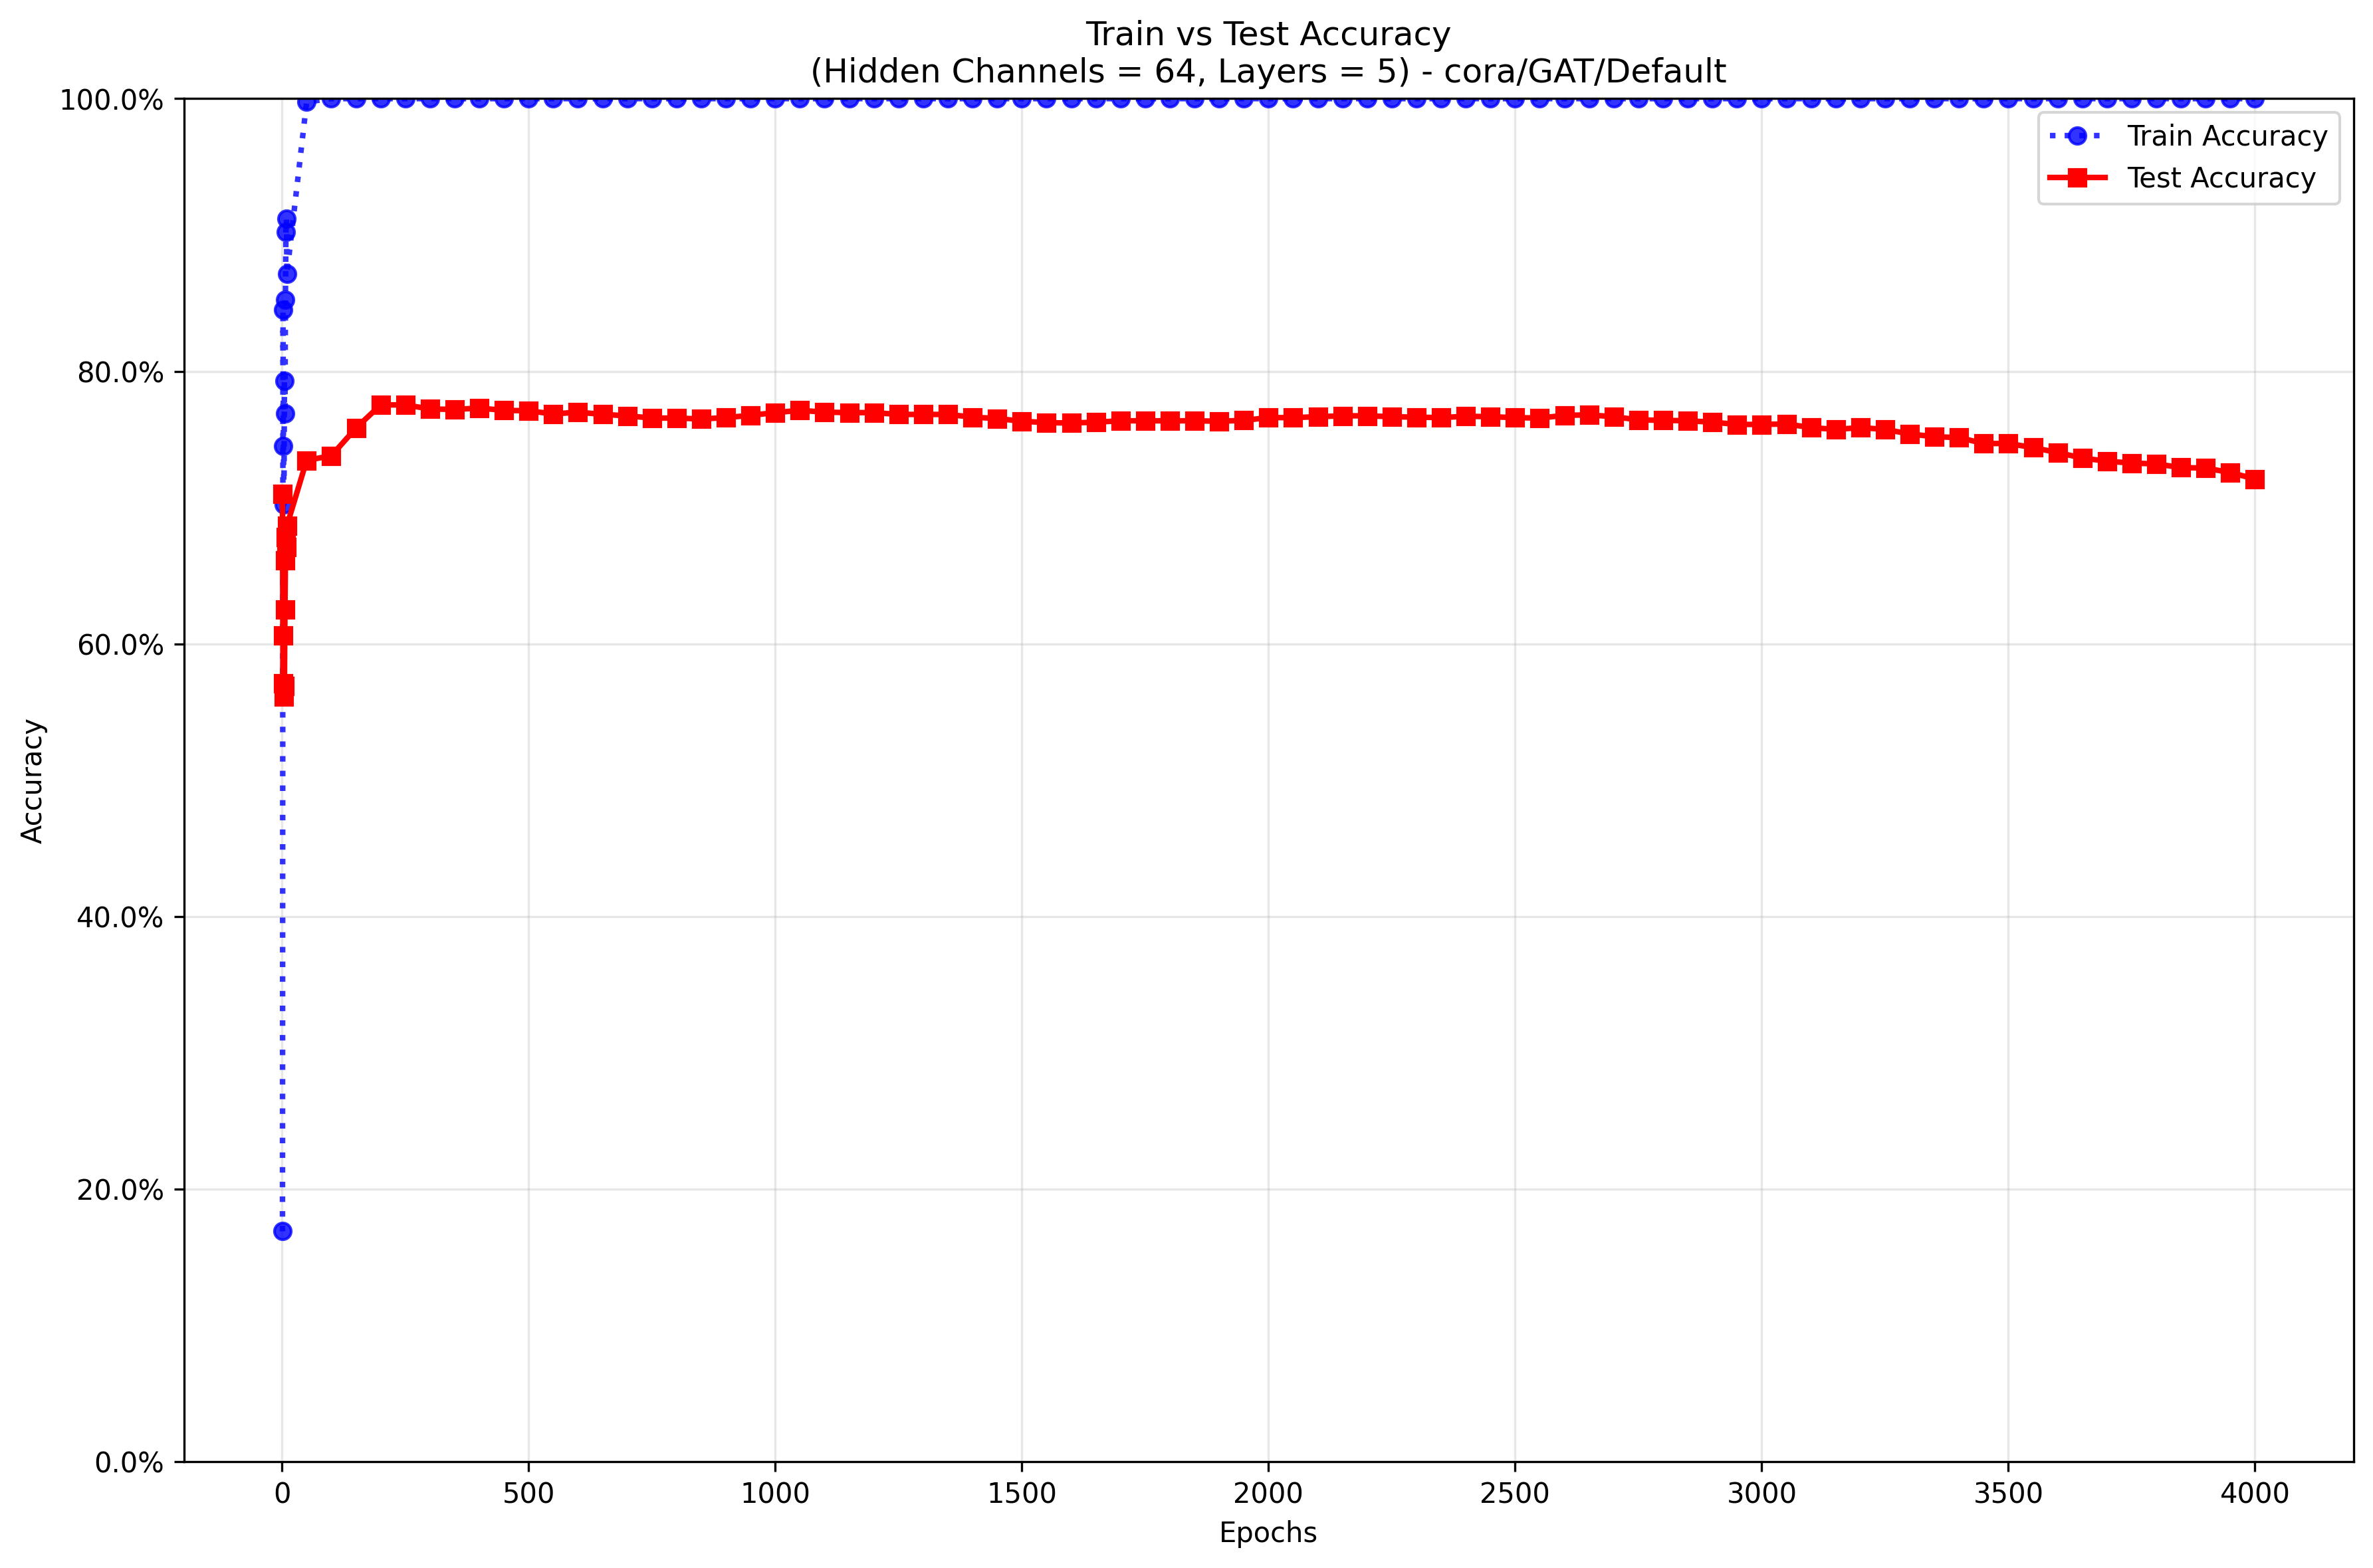 Train vs Test Accuracy
(Hidden Channels = 64, Layers = 5) - cora/GAT/Default
100.0%
80.0%
60.0%
40.0%
20.0%
0.0%
Accuracy
Train Accuracy
Test Accuracy
0 500 1000 1500 2000 2500 3000 3500 4000
Epochs